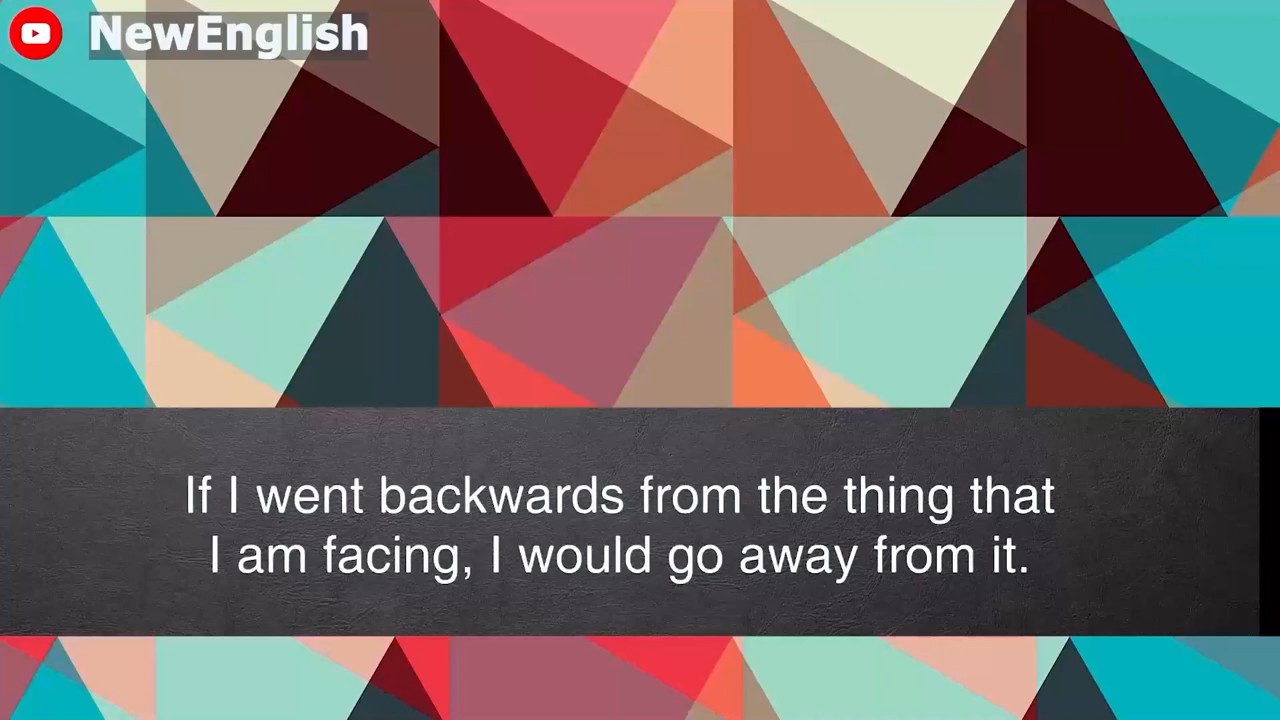 NewEnglish
If I went backwards from the thing that
I am facing, I would go away from it.